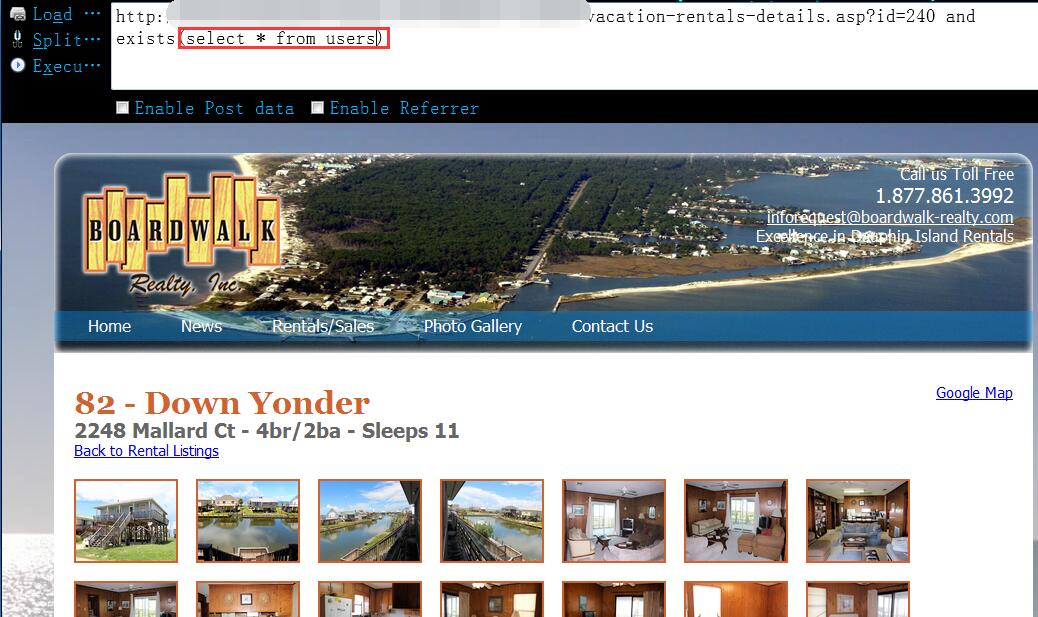 Load ...
http:/ vacation-rentals-details.asp?id=240 and
Split...
exists(select * from users)
Execu...
Enable Post data Enable Referrer
BOARDWALK
Realty, Inc.
Call us Toll Free
1.877.861.3992
inforequest@boardwalk-realty.com
Excellence in Dauphin Island Rentals
Home News Rentals/Sales Photo Gallery Contact Us
82 - Down Yonder
Google Map
2248 Mallard Ct - 4br/2ba - Sleeps 11
Back to Rental Listings